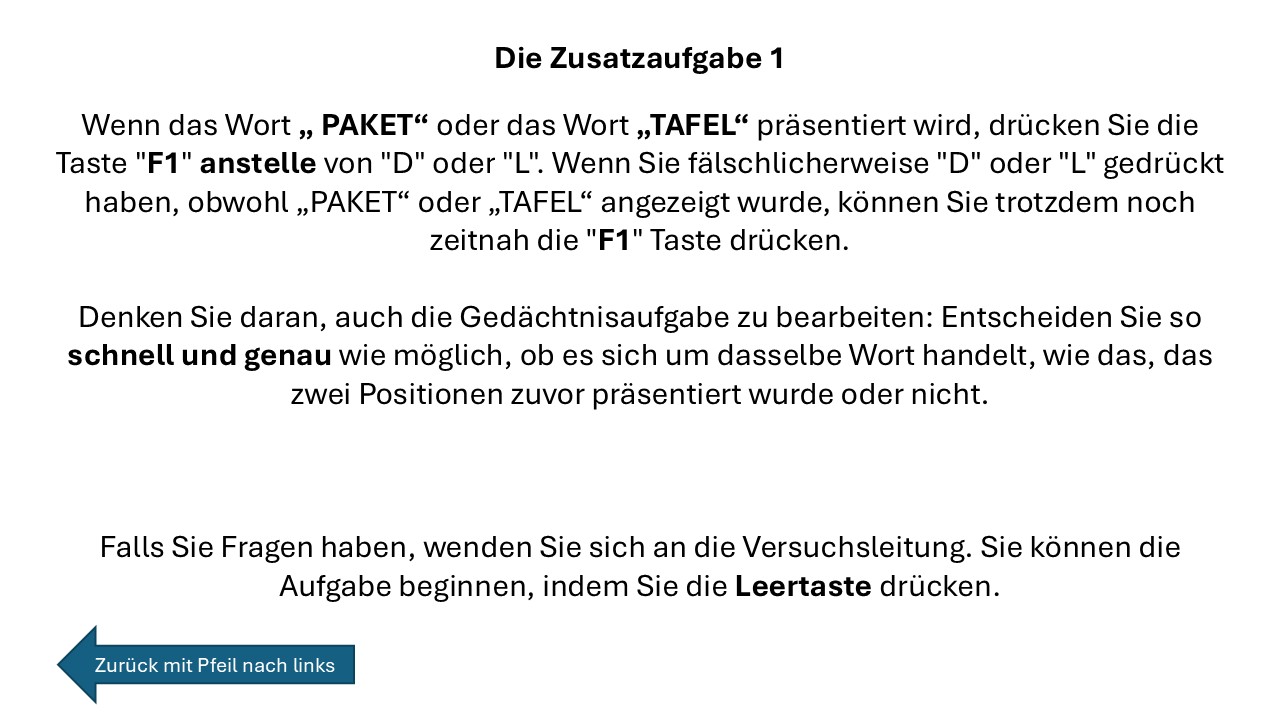 Die Zusatzaufgabe 1
Wenn das Wort „ PAKET“ oder das Wort „TAFEL“ präsentiert wird, drücken Sie die
Taste "F1" anstelle von "D" oder "L". Wenn Sie fälschlicherweise "D" oder "L" gedrückt
haben, obwohl „PAKET“ oder „TAFEL“ angezeigt wurde, können Sie trotzdem noch
zeitnah die "F1" Taste drücken.
Denken Sie daran, auch die Gedächtnisaufgabe zu bearbeiten: Entscheiden Sie so
schnell und genau wie möglich, ob es sich um dasselbe Wort handelt, wie das, das
zwei Positionen zuvor präsentiert wurde oder nicht.
Falls Sie Fragen haben, wenden Sie sich an die Versuchsleitung. Sie können die
Aufgabe beginnen, indem Sie die Leertaste drücken.
Zurück mit Pfeil nach links